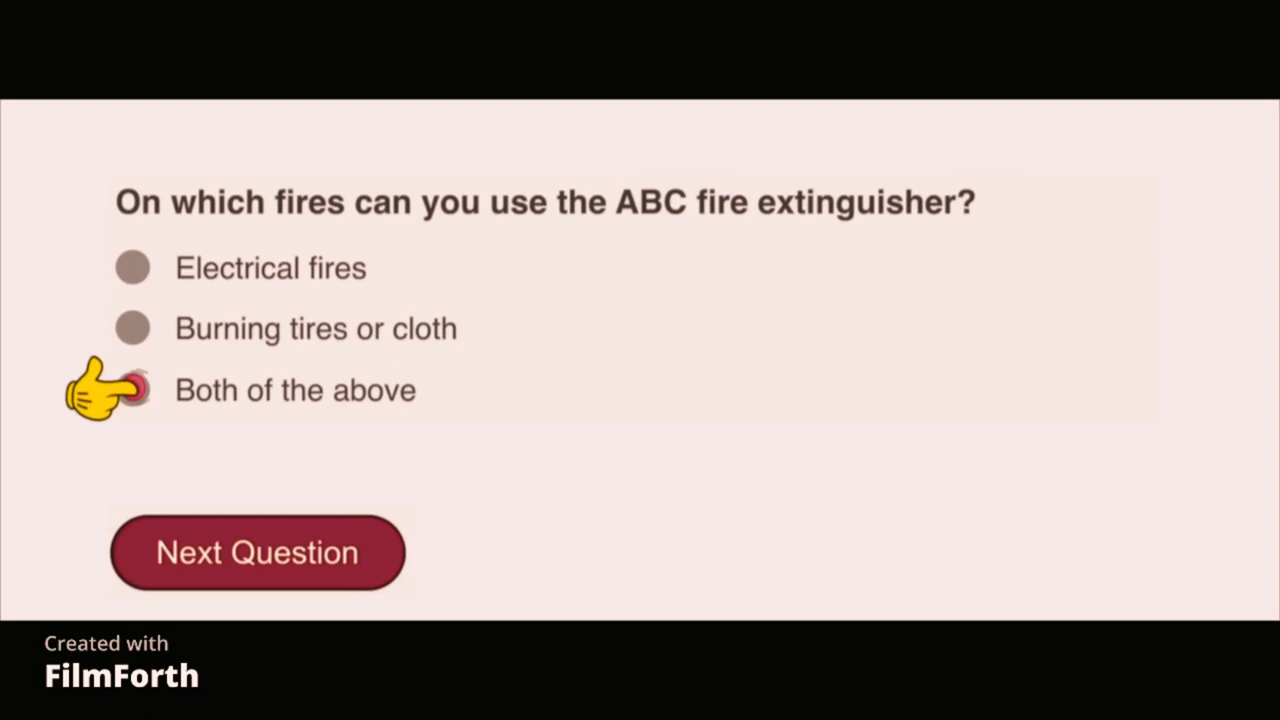 On which fires can you use the ABC fire extinguisher?
Electrical fires
Burning tires or cloth
Both of the above
Next Question
Created with
FilmForth